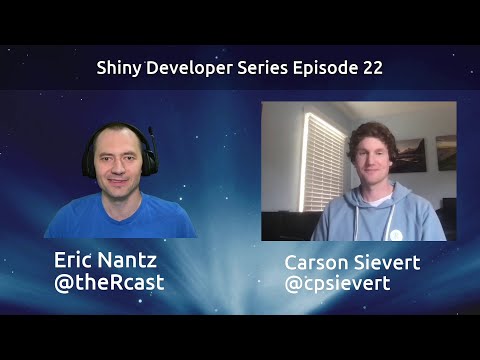 Shiny Developer Series Episode 22
Eric Nantz
@theRcast
Carson Sievert
@cpsievert